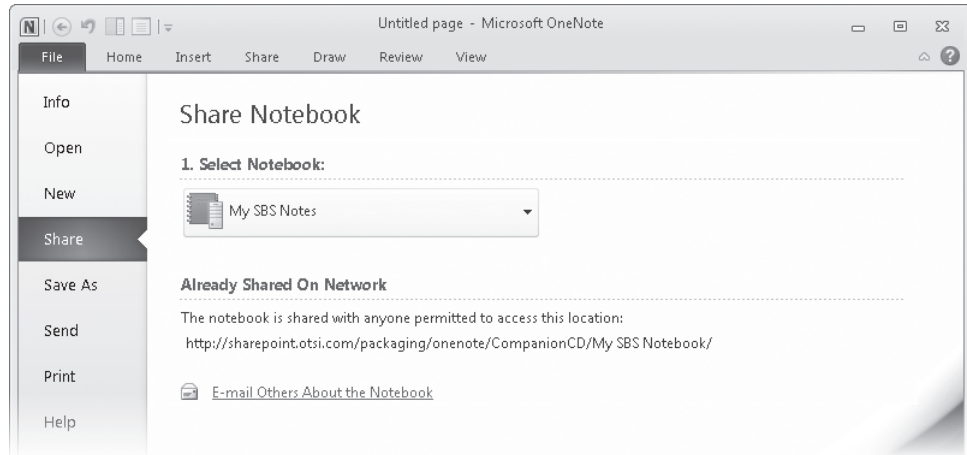 Untitled page - Microsoft OneNote
File Home Insert Share Draw Review View
Info
Open
New
Share
Save As
Send
Print
Help
Share Notebook
1. Select Notebook:
My SBS Notes
Already Shared On Network
The notebook is shared with anyone permitted to access this location:
http://sharepoint.otsi.com/packaging/onenote/CompanionCD/My SBS Notebook/
E-mail Others About the Notebook